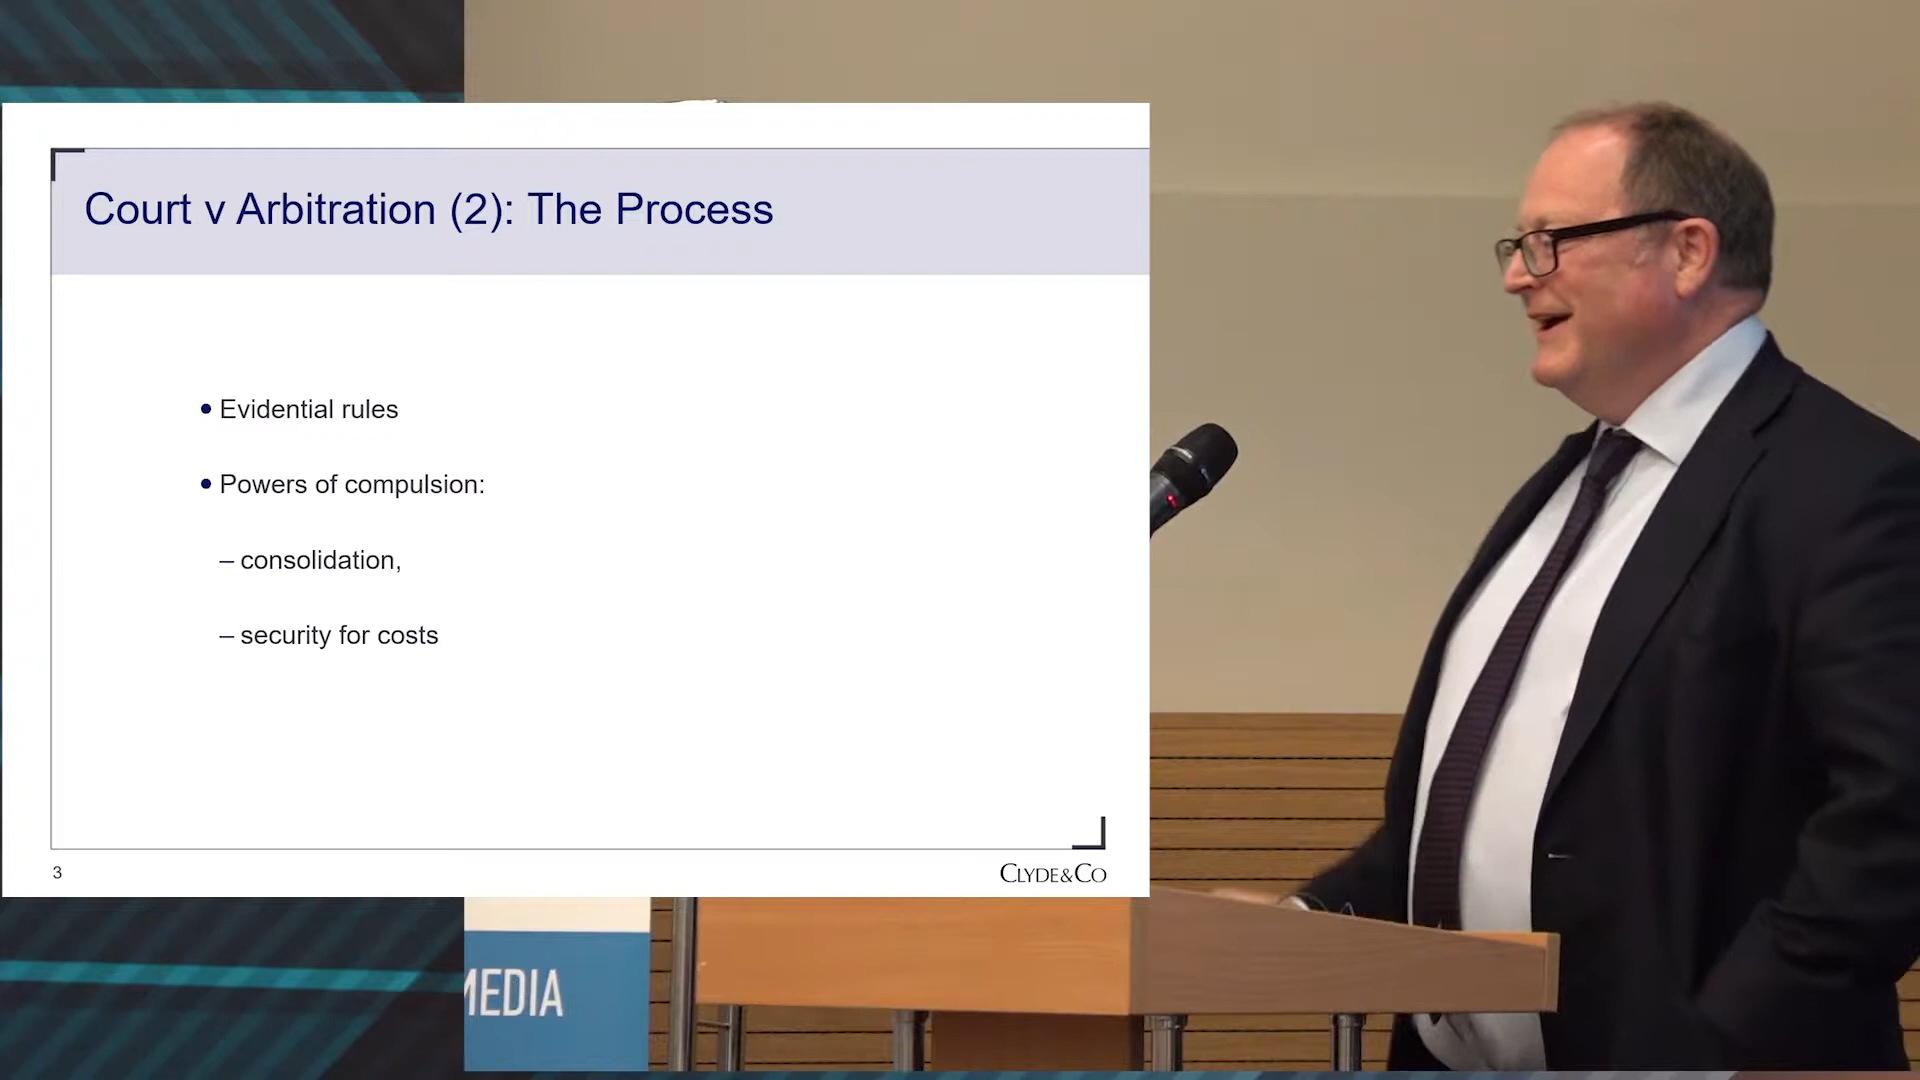 Court v Arbitration (2): The Process
• Evidential rules
• Powers of compulsion:
– consolidation,
– security for costs
3
CLYDE&CO
MEDIA